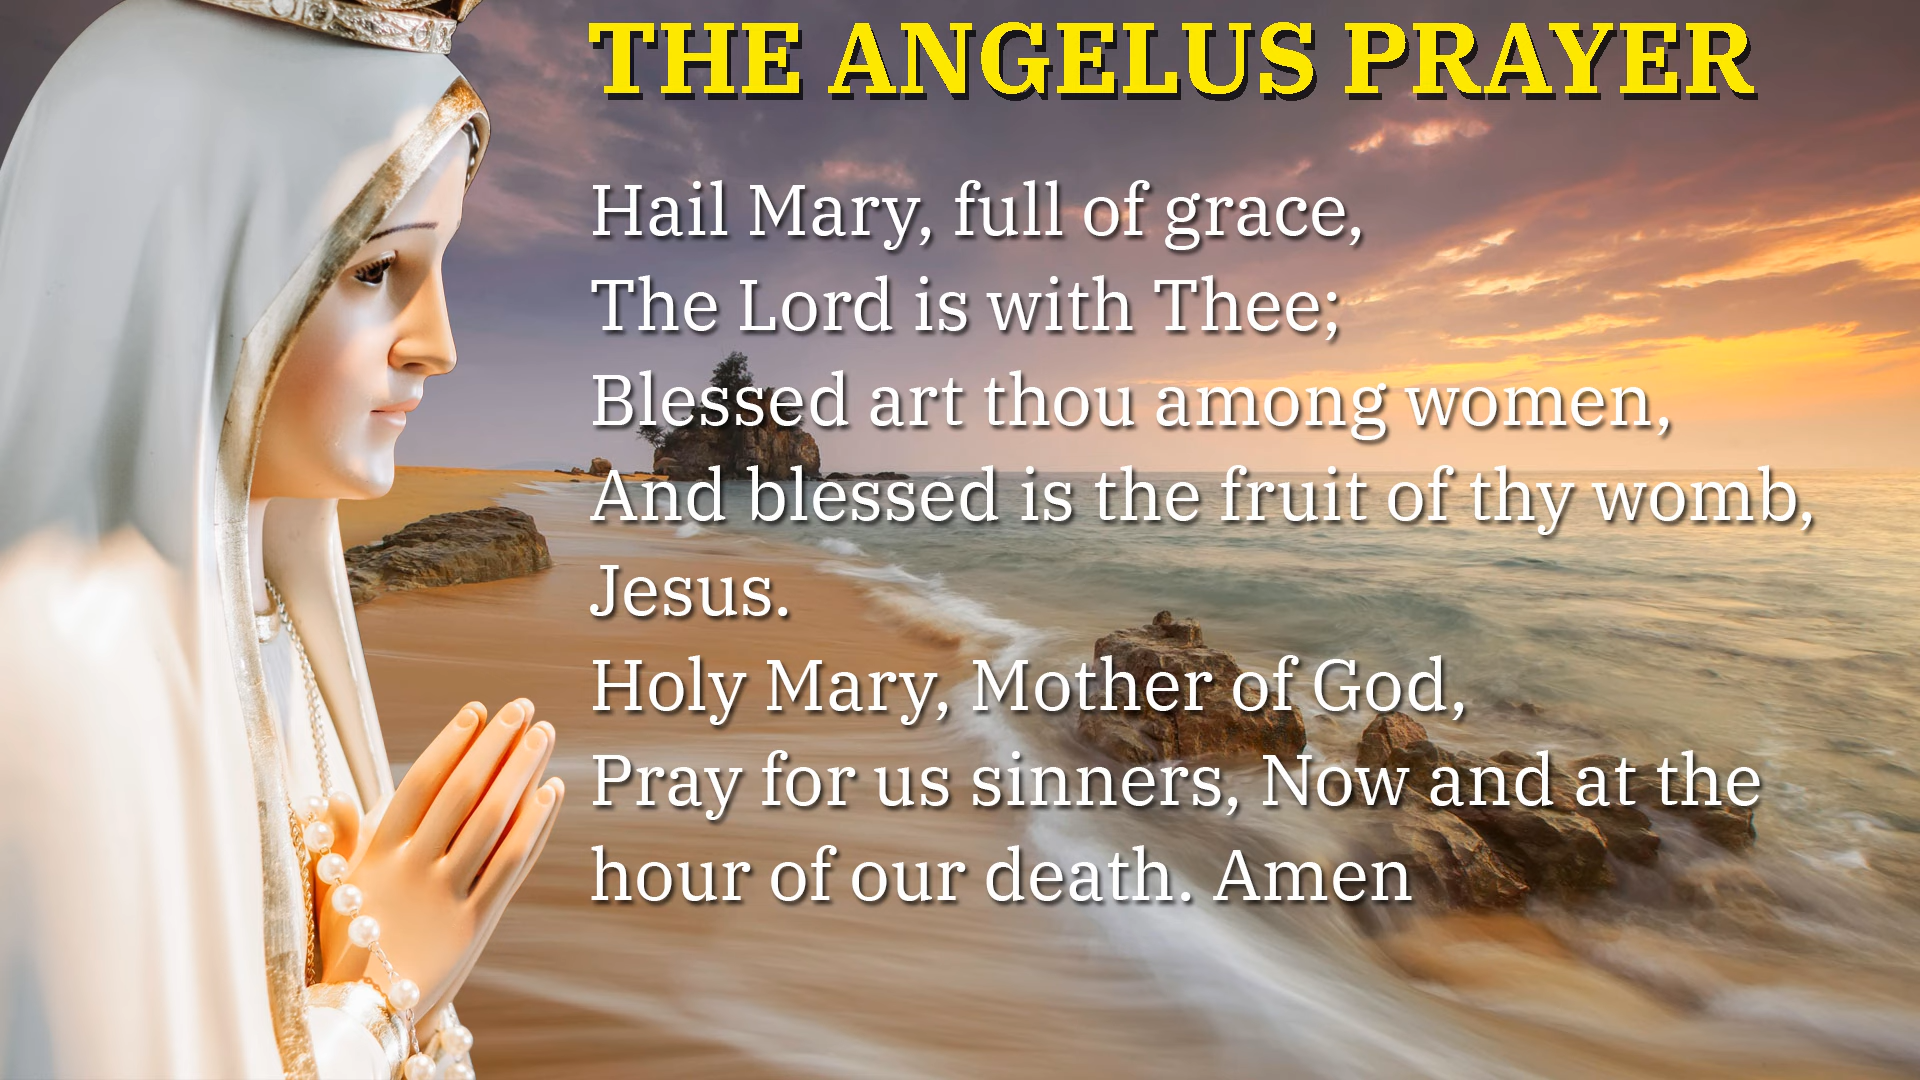 THE ANGELUS PRAYER
Hail Mary, full of grace,
The Lord is with Thee;
Blessed art thou among women,
And blessed is the fruit of thy womb,
Jesus.
Holy Mary, Mother of God,
Pray for us sinners, Now and at the
hour of our death. Amen